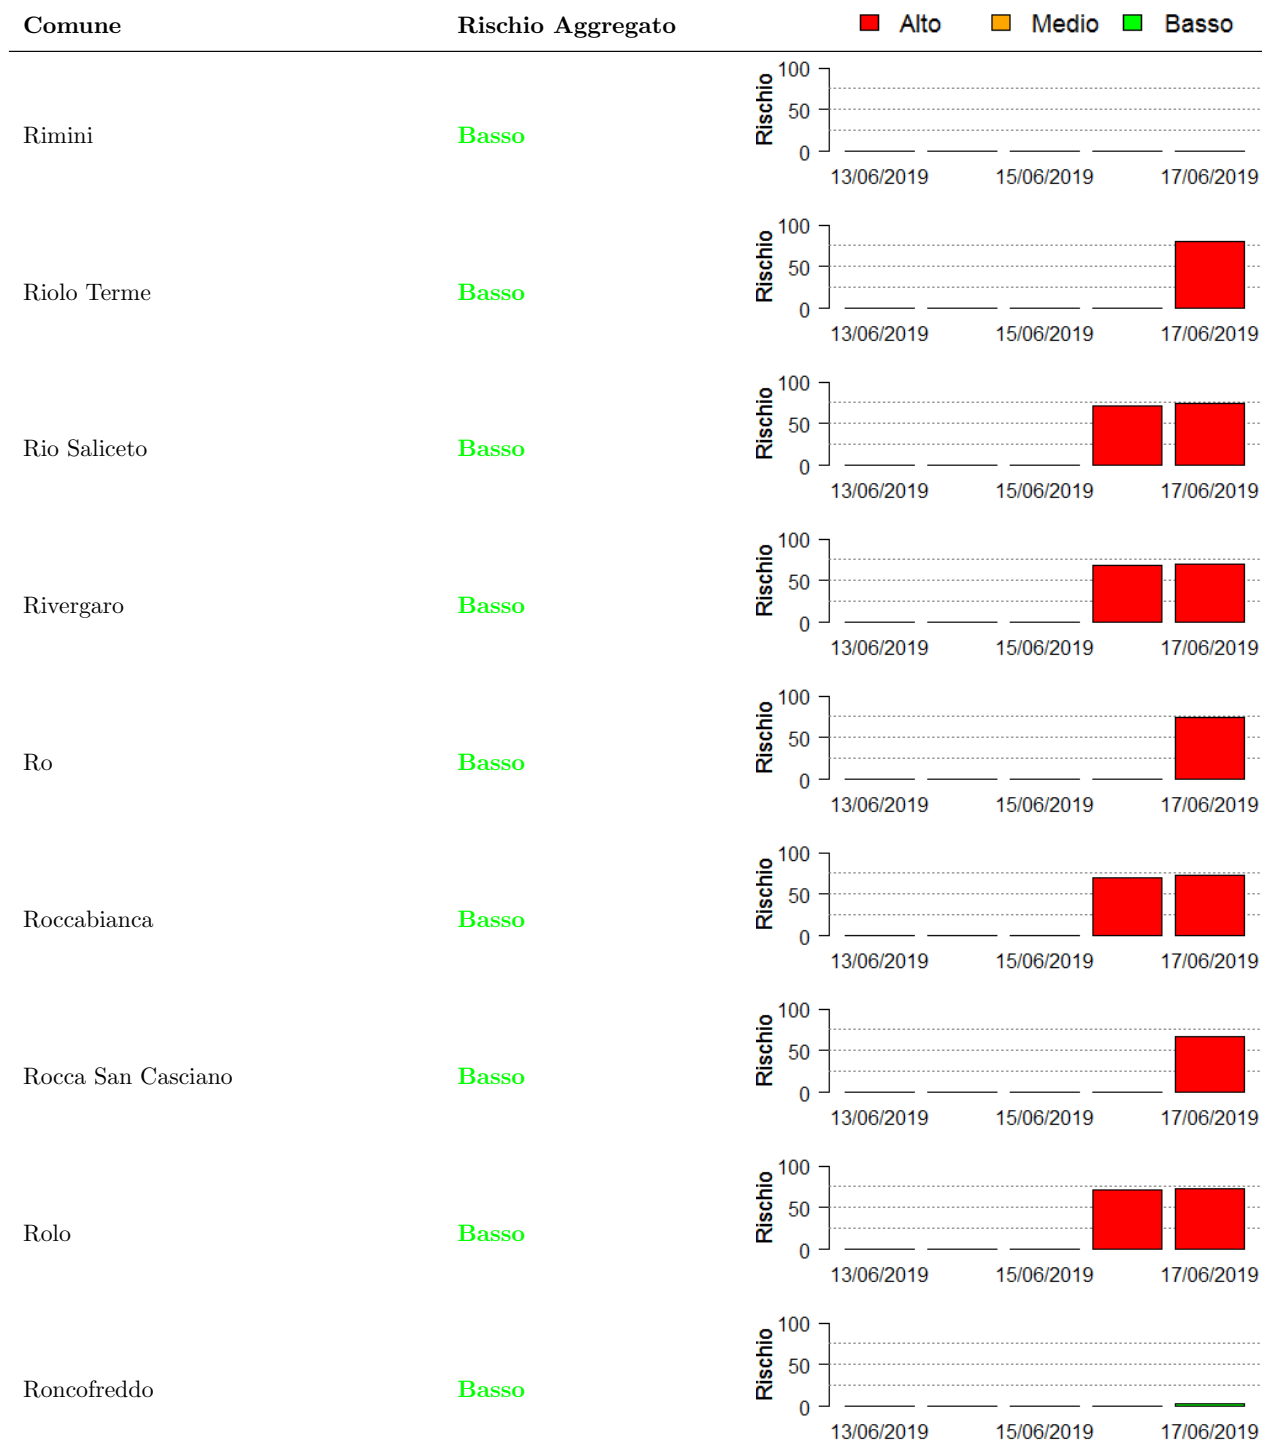 Comune Rischio Aggregato Alto Medio Basso
Rimini Basso Rischio 100 50 0
13/06/2019 15/06/2019 17/06/2019
Riolo Terme Basso Rischio 100 50 0
13/06/2019 15/06/2019 17/06/2019
Rio Saliceto Basso Rischio 100 50 0
13/06/2019 15/06/2019 17/06/2019
Rivergaro Basso Rischio 100 50 0
13/06/2019 15/06/2019 17/06/2019
Ro Basso Rischio 100 50 0
13/06/2019 15/06/2019 17/06/2019
Roccabianca Basso Rischio 100 50 0
13/06/2019 15/06/2019 17/06/2019
Rocca San Casciano Basso Rischio 100 50 0
13/06/2019 15/06/2019 17/06/2019
Rolo Basso Rischio 100 50 0
13/06/2019 15/06/2019 17/06/2019
Roncofreddo Basso Rischio 100 50 0
13/06/2019 15/06/2019 17/06/2019